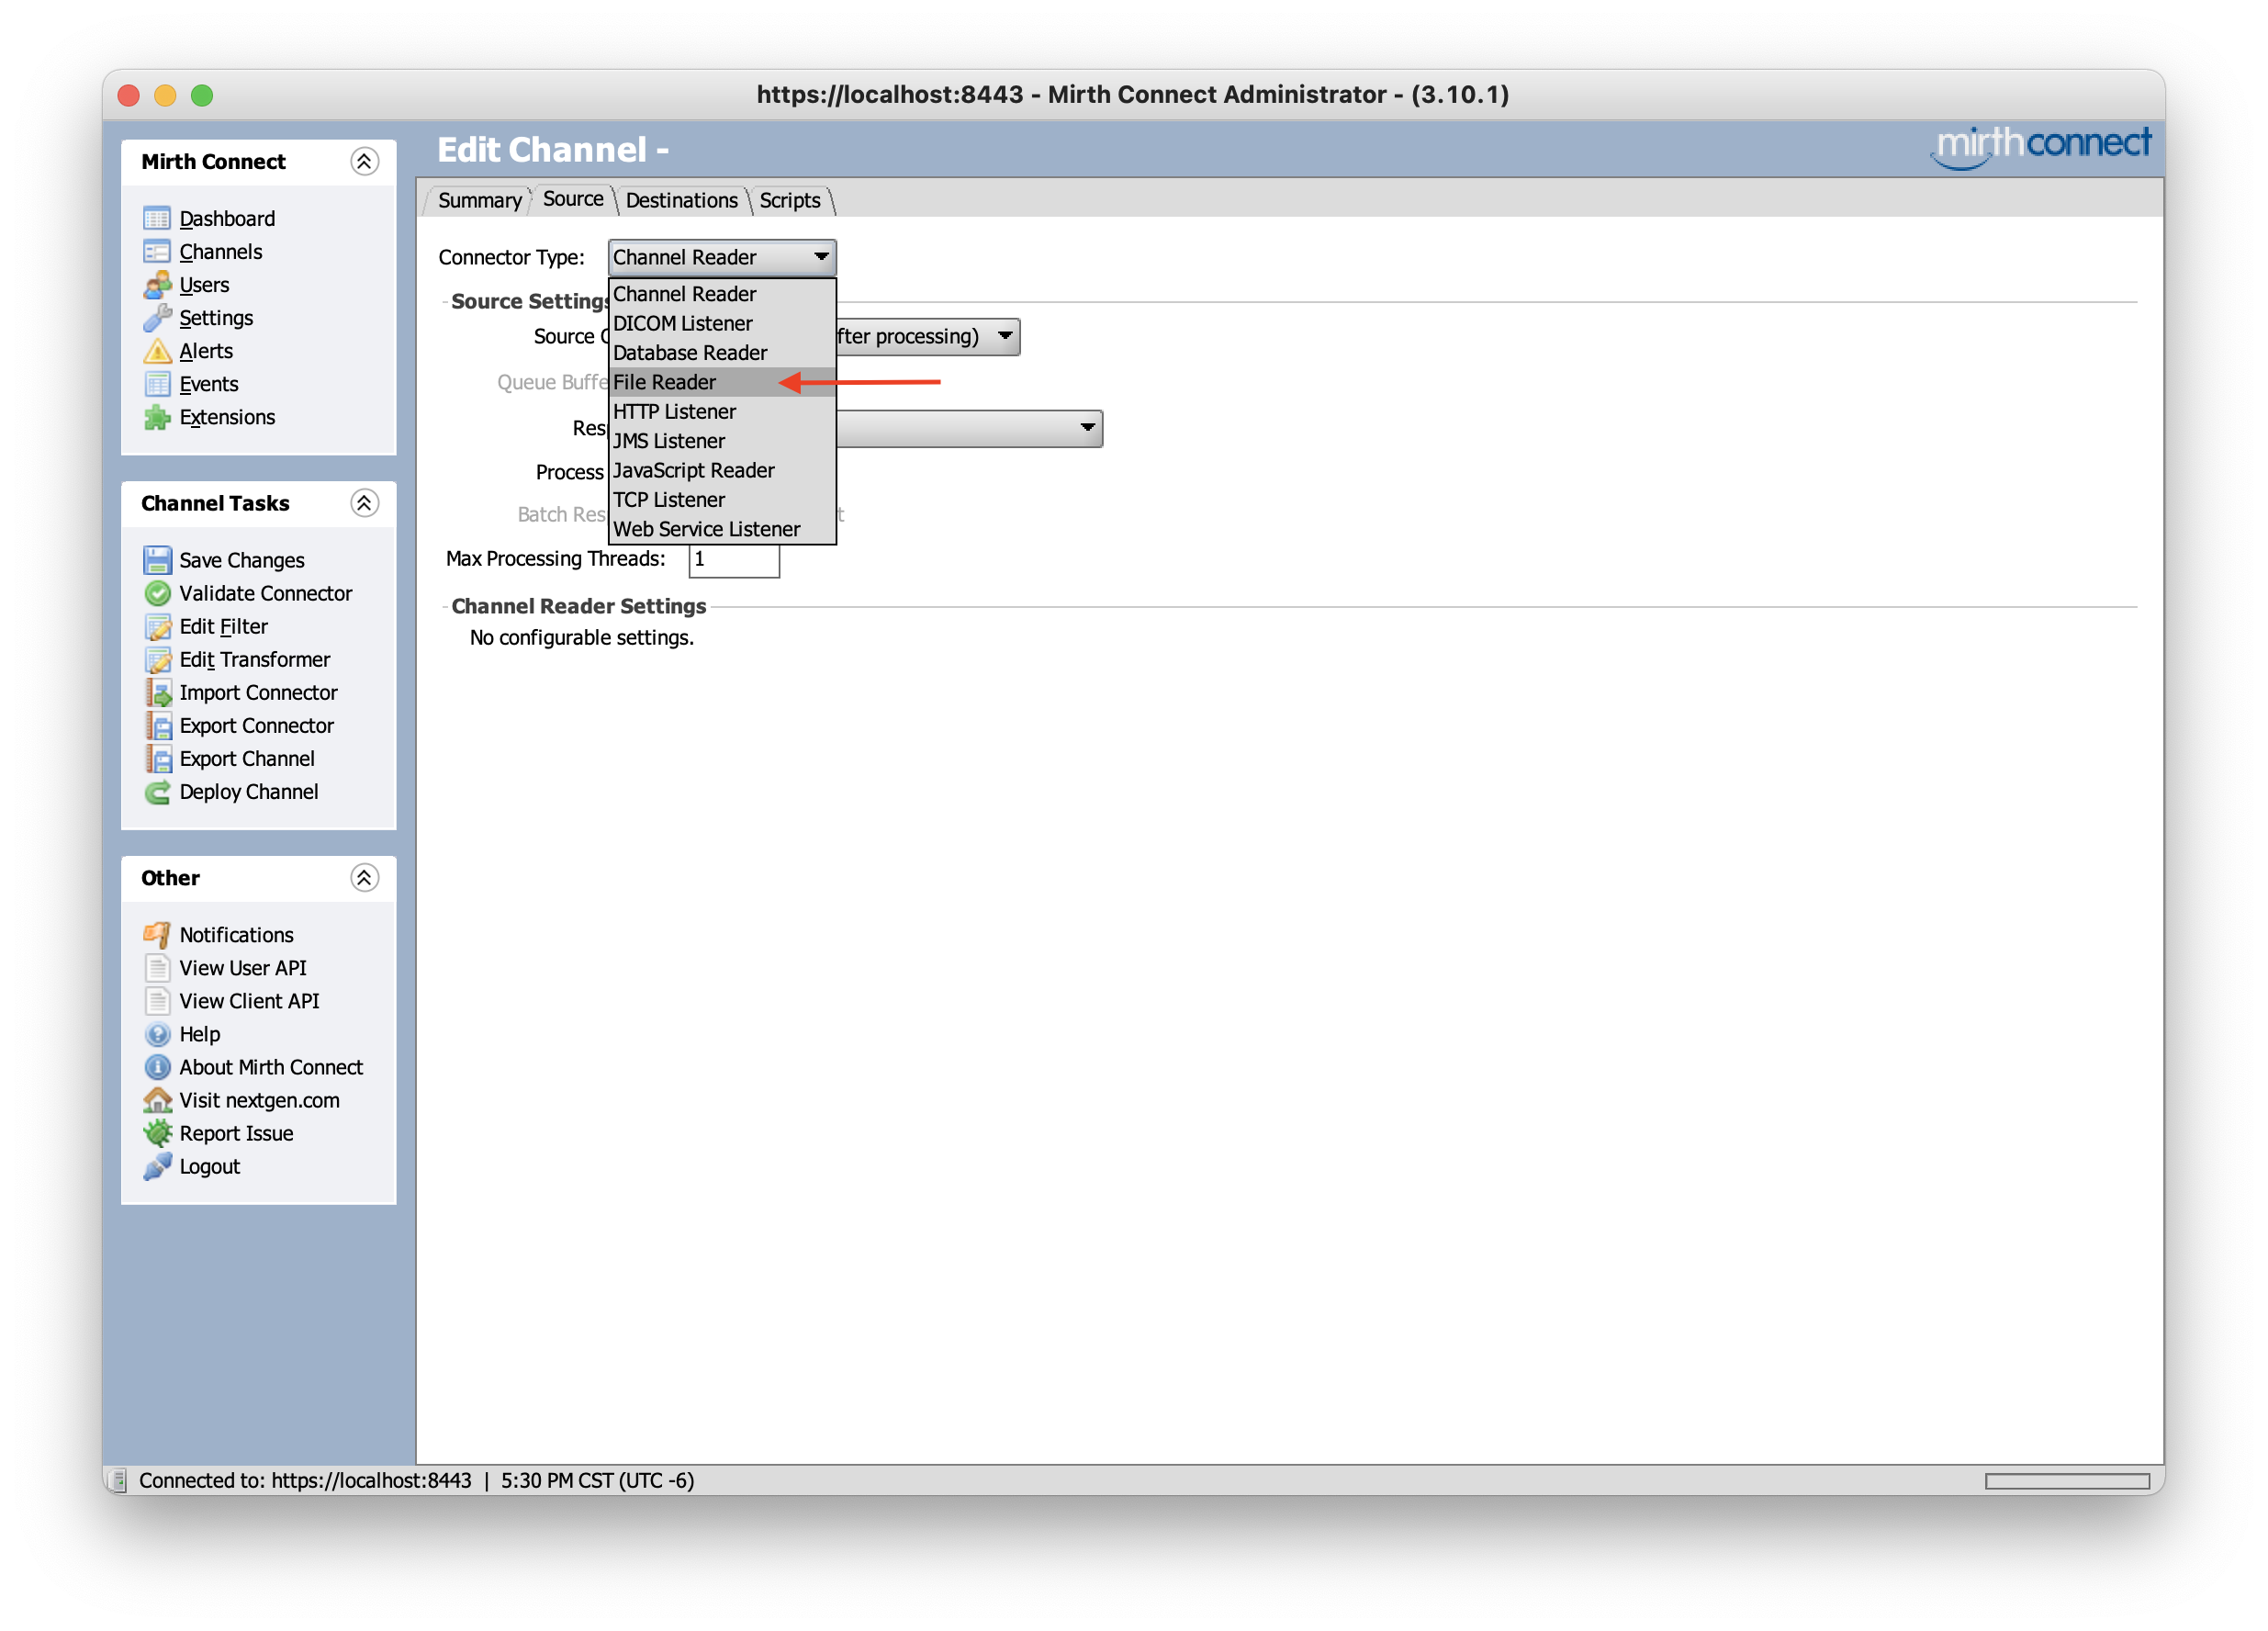 https://localhost:8443 - Mirth Connect Administrator - (3.10.1)
Mirth Connect
Dashboard
Channels
Users
Settings
Alerts
Events
Extensions
Channel Tasks
Save Changes
Validate Connector
Edit Filter
Edit Transformer
Import Connector
Export Connector
Export Channel
Deploy Channel
Other
Notifications
View User API
View Client API
Help
About Mirth Connect
Visit nextgen.com
Report Issue
Logout
Edit Channel -
mirthconnect
Summary Source Destinations Scripts
Connector Type: Channel Reader
Channel Reader
DICOM Listener
Database Reader
File Reader
HTTP Listener
JMS Listener
JavaScript Reader
TCP Listener
Web Service Listener
Source Settings
Source
fter processing)
Queue Buffe
Res
Process
Batch Res
Max Processing Threads: 1
Channel Reader Settings
No configurable settings.
Connected to: https://localhost:8443 | 5:30 PM CST (UTC -6)